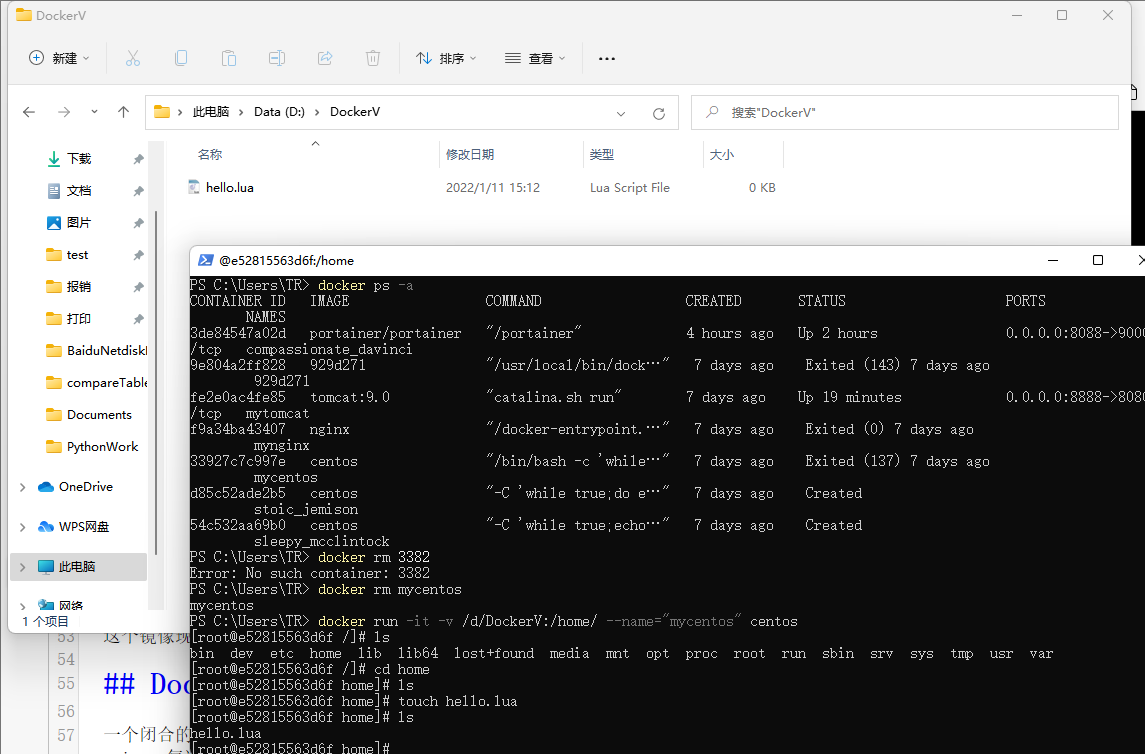 DockerV
新建
排序
查看
此电脑 > Data (D:) > DockerV
搜索"DockerV"
名称 修改日期 类型 大小
hello.lua 2022/1/11 15:12 Lua Script File 0 KB
下载
文档
图片
test
报销
打印
BaiduNetdisk
compareTable
Documents
PythonWork
OneDrive
WPS网盘
此电脑
网络
1 个项目
@e52815563d6f:/home
PS C:\Users\TR> docker ps -a
CONTAINER ID   IMAGE   COMMAND   CREATED   STATUS   PORTS
NAMES
3de84547a02d   portainer/portainer   "/portainer"   4 hours ago   Up 2 hours   0.0.0.0:8088->9000
/tcp   compassionate_davinci
9e804a2ff828   929d271   "/usr/local/bin/dock…"   7 days ago   Exited (143) 7 days ago
929d271
fe2e0ac4fe85   tomcat:9.0   "catalina.sh run"   7 days ago   Up 19 minutes   0.0.0.0:8888->8080
/tcp   mytomcat
f9a34ba43407   nginx   "/docker-entrypoint.…"   7 days ago   Exited (0) 7 days ago
mynginx
33927c7c997e   centos   "/bin/bash -c 'while…"   7 days ago   Exited (137) 7 days ago
mycentos
d85c52ade2b5   centos   "-C 'while true;do e…"   7 days ago   Created
stoic_jemison
54c532aa69b0   centos   "-C 'while true;echo…"   7 days ago   Created
sleepy_mcclintock
PS C:\Users\TR> docker rm 3382
Error: No such container: 3382
PS C:\Users\TR> docker rm mycentos
mycentos
PS C:\Users\TR> docker run -it -v /d/DockerV:/home/ --name="mycentos" centos
[root@e52815563d6f /]# ls
bin  dev  etc  home  lib  lib64  lost+found  media  mnt  opt  proc  root  run  sbin  srv  sys  tmp  usr  var
[root@e52815563d6f /]# cd home
[root@e52815563d6f home]# ls
[root@e52815563d6f home]# touch hello.lua
[root@e52815563d6f home]# ls
hello.lua
[root@e52815563d6f home]#
53 这个镜像现
54
55 ## Doc
56
57 一个闭合的